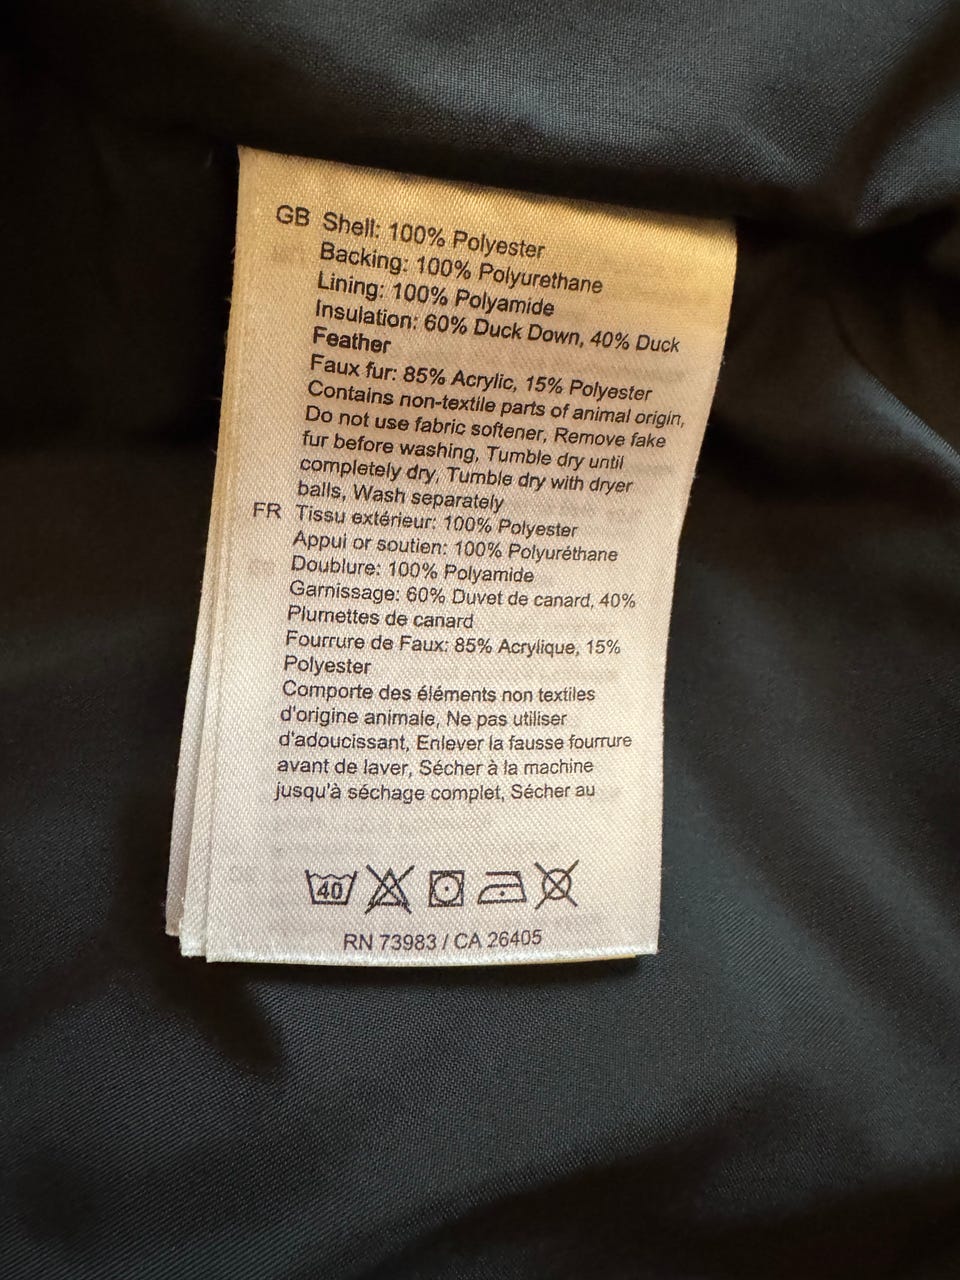 GB Shell: 100% Polyester
Backing: 100% Polyurethane
Lining: 100% Polyamide
Insulation: 60% Duck Down, 40% Duck
Feather
Faux fur: 85% Acrylic, 15% Polyester
Contains non-textile parts of animal origin,
Do not use fabric softener, Remove fake
fur before washing, Tumble dry until
completely dry, Tumble dry with dryer
balls, Wash separately
FR Tissu extérieur: 100% Polyester
Appui or soutien: 100% Polyuréthane
Doublure: 100% Polyamide
Garnissage: 60% Duvet de canard, 40%
Plumettes de canard
Fourrure de Faux: 85% Acrylique, 15%
Polyester
Comporte des éléments non textiles
d'origine animale, Ne pas utiliser
d'adoucissant, Enlever la fausse fourrure
avant de laver, Sécher à la machine
jusqu'à séchage complet, Sécher au
40
RN 73983 / CA 26405